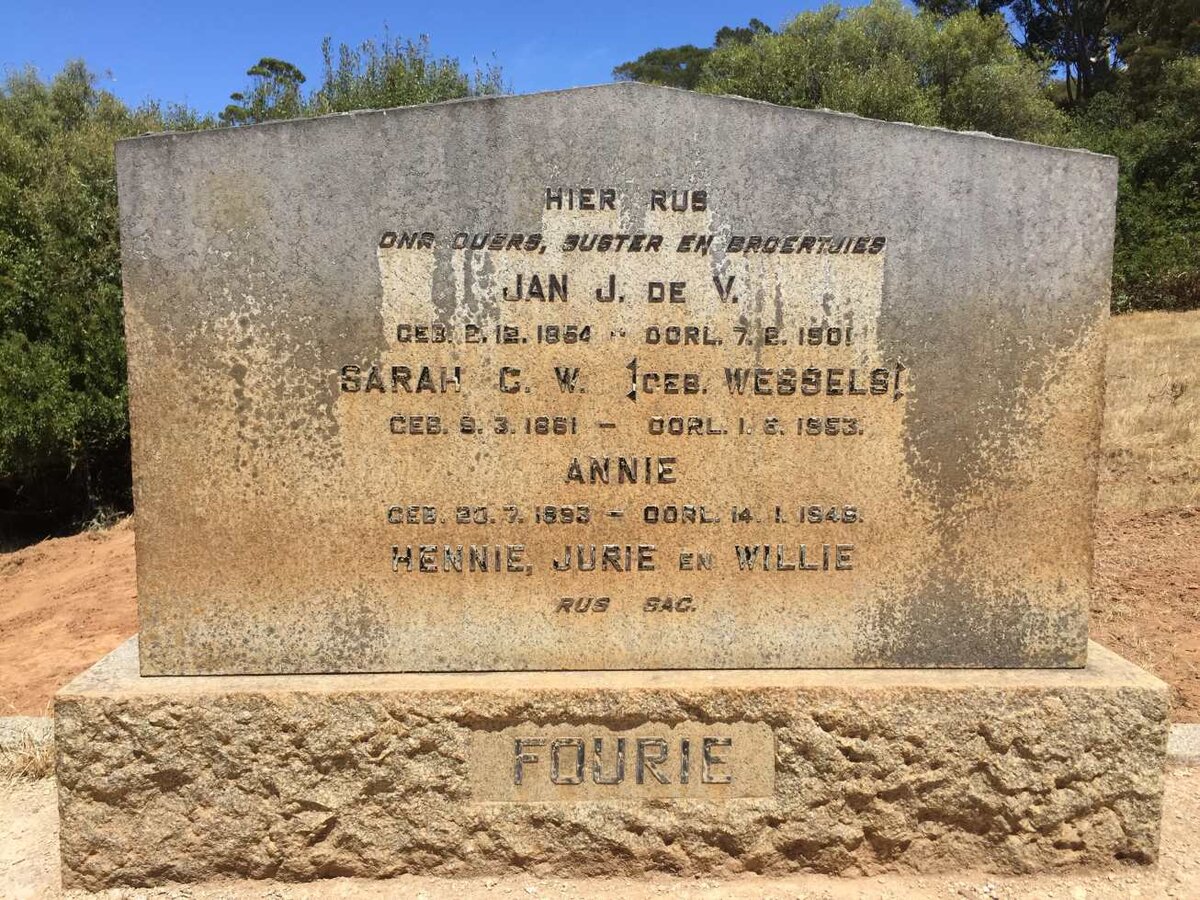 HIER RUS
ONS OUERS, SUSTER EN BROERTJIES
JAN J. DE V.
GEB. 2.12.1854 - OORL. 7.2.1901
SARAH C. W. (GEB. WESSELS)
GEB. 9.3.1861 - OORL. 1.6.1953.
ANNIE
GEB. 20.7.1893 - OORL. 14.1.1946.
HENNIE, JURIE EN WILLIE
RUS SAG.
FOURIE